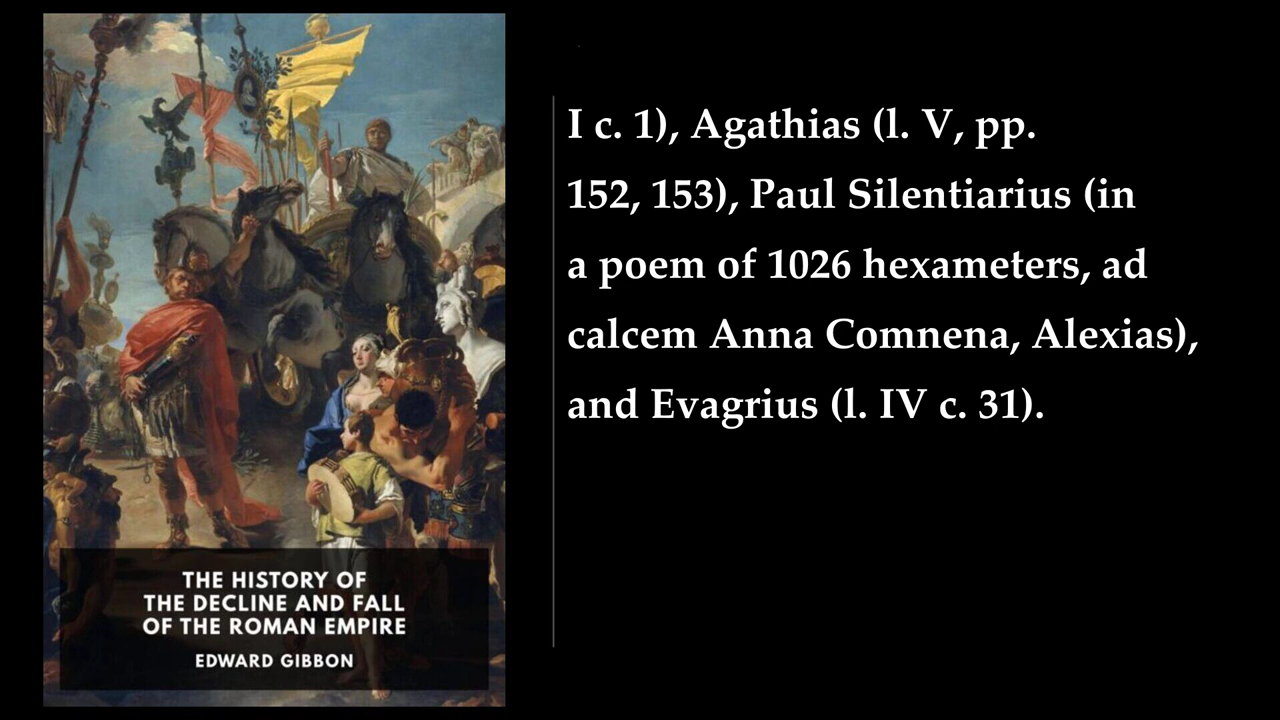 I c. 1), Agathias (l. V, pp.
152, 153), Paul Silentiarius (in
a poem of 1026 hexameters, ad
calcem Anna Comnena, Alexias),
and Evagrius (l. IV c. 31).
THE HISTORY OF
THE DECLINE AND FALL
OF THE ROMAN EMPIRE
EDWARD GIBBON